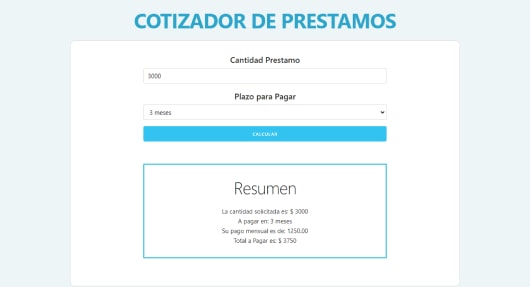 COTIZADOR DE PRESTAMOS
Cantidad Prestamo
3000
Plazo para Pagar
3 meses
CALCULAR
Resumen
La cantidad solicitada es: $ 3000
A pagar en: 3 meses
Su pago mensual es de: 1250.00
Total a Pagar es: $ 3750